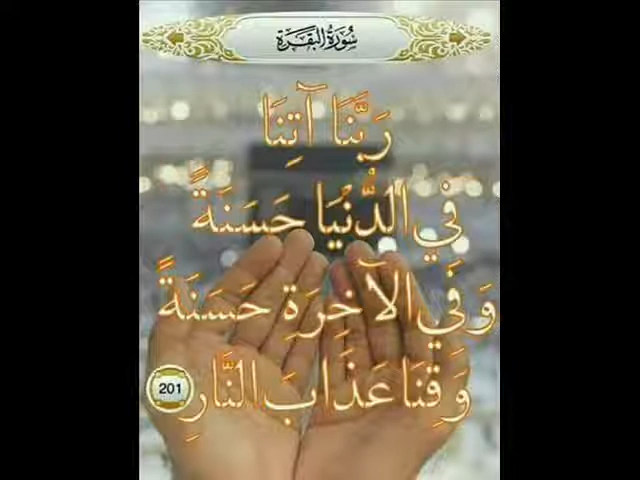 سُورَةُ البَقَرَة
رَبَّنَا آتِنَا
فِي الدُّنْيَا حَسَنَةً
وَفِي الآخِرَةِ حَسَنَةً
وَقِنَا عَذَابَ النَّارِ 201